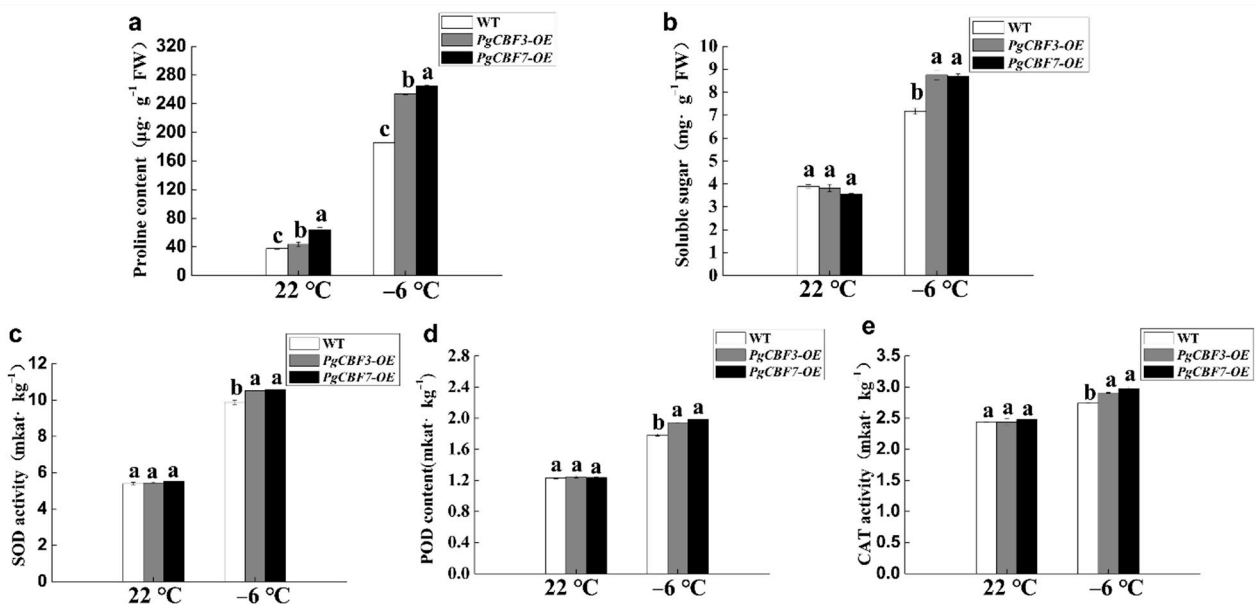 a
WT
PgCBF3-OE
PgCBF7-OE
Proline content (μg· g⁻¹ FW)
320
280
240
200
160
120
80
40
0
c
b
a
c
b
a
22 °C
–6 °C
b
WT
PgCBF3-OE
PgCBF7-OE
Soluble sugar (mg· g⁻¹ FW)
10
9
8
7
6
5
4
3
2
1
0
a a a
b
a a
22 °C
–6 °C
c
WT
PgCBF3-OE
PgCBF7-OE
SOD activity (mkat· kg⁻¹)
12
10
8
6
4
2
0
a a a
b a a
22 °C
–6 °C
d
WT
PgCBF3-OE
PgCBF7-OE
POD content(mkat· kg⁻¹)
2.8
2.4
2.0
1.6
1.2
0.8
0.4
0.0
a a a
b a a
22 °C
–6 °C
e
WT
PgCBF3-OE
PgCBF7-OE
CAT activity (mkat· kg⁻¹)
3.5
3.0
2.5
2.0
1.5
1.0
0.5
0.0
a a a
b a a
22 °C
–6 °C